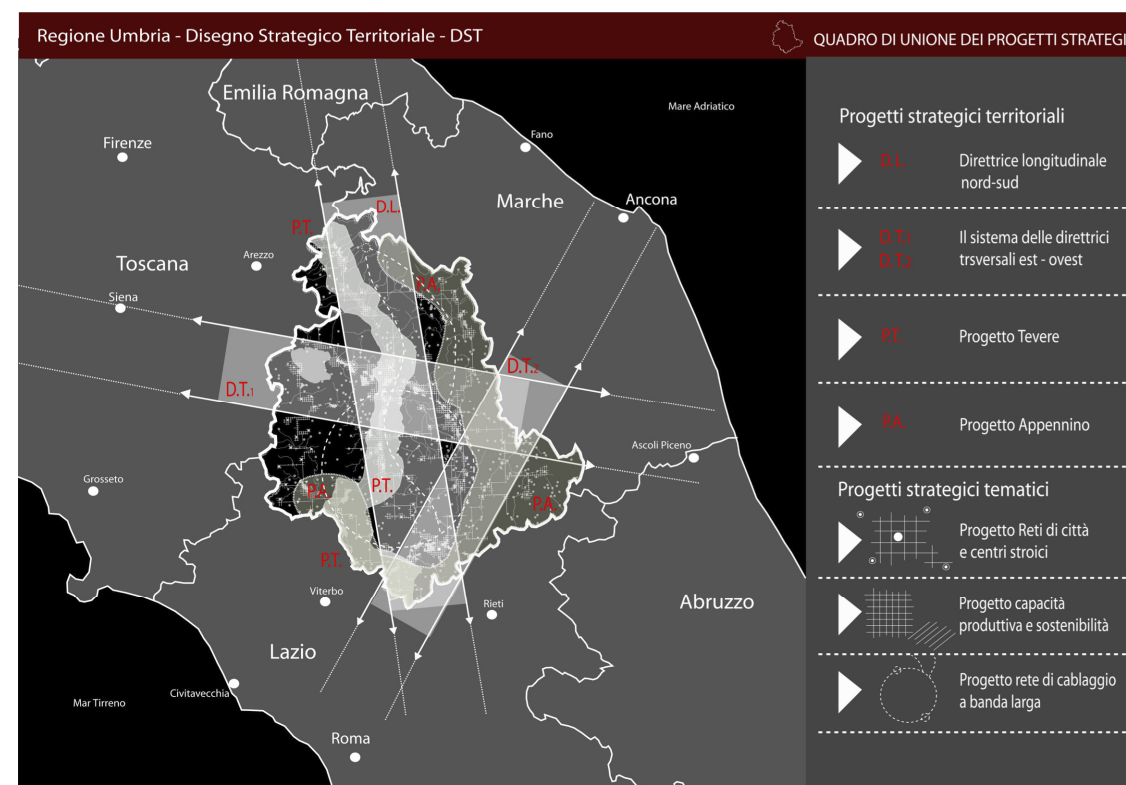 Regione Umbria - Disegno Strategico Territoriale - DST
QUADRO DI UNIONE DEI PROGETTI STRATEGI
Emilia Romagna
Mare Adriatico
Firenze
Fano
Marche
Ancona
D.L.
P.T.
Toscana
Arezzo
Siena
P.A.
D.T.1
D.T.2
Ascoli Piceno
Grosseto
P.A.
P.T.
P.A.
P.T.
Viterbo
Rieti
Abruzzo
Lazio
Civitavecchia
Mar Tirreno
Roma
Progetti strategici territoriali
D.L.
Direttrice longitudinale
nord-sud
D.T.1
D.T.2
Il sistema delle direttrici
trsversali est - ovest
P.T.
Progetto Tevere
P.A.
Progetto Appennino
Progetti strategici tematici
Progetto Reti di città
e centri stroici
Progetto capacità
produttiva e sostenibilità
Progetto rete di cablaggio
a banda larga